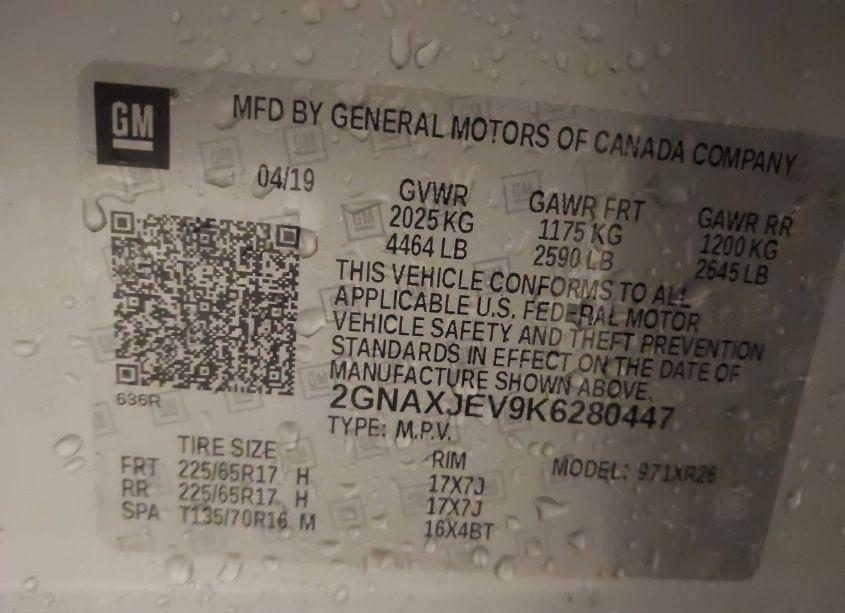 GM
MFD BY GENERAL MOTORS OF CANADA COMPANY
04/19
GVWR GAWR FRT GAWR RR
2025 KG 1175 KG 1200 KG
4464 LB 2590 LB 2645 LB
THIS VEHICLE CONFORMS TO ALL
APPLICABLE U.S. FEDERAL MOTOR
VEHICLE SAFETY AND THEFT PREVENTION
STANDARDS IN EFFECT ON THE DATE OF
MANUFACTURE SHOWN ABOVE.
636R
2GNAXJEV9K6280447
TYPE: M.P.V.
TIRE SIZE RIM MODEL: 971XR26
FRT 225/65R17 H 17X7J
RR 225/65R17 H 17X7J
SPA T135/70R16 M 16X4BT